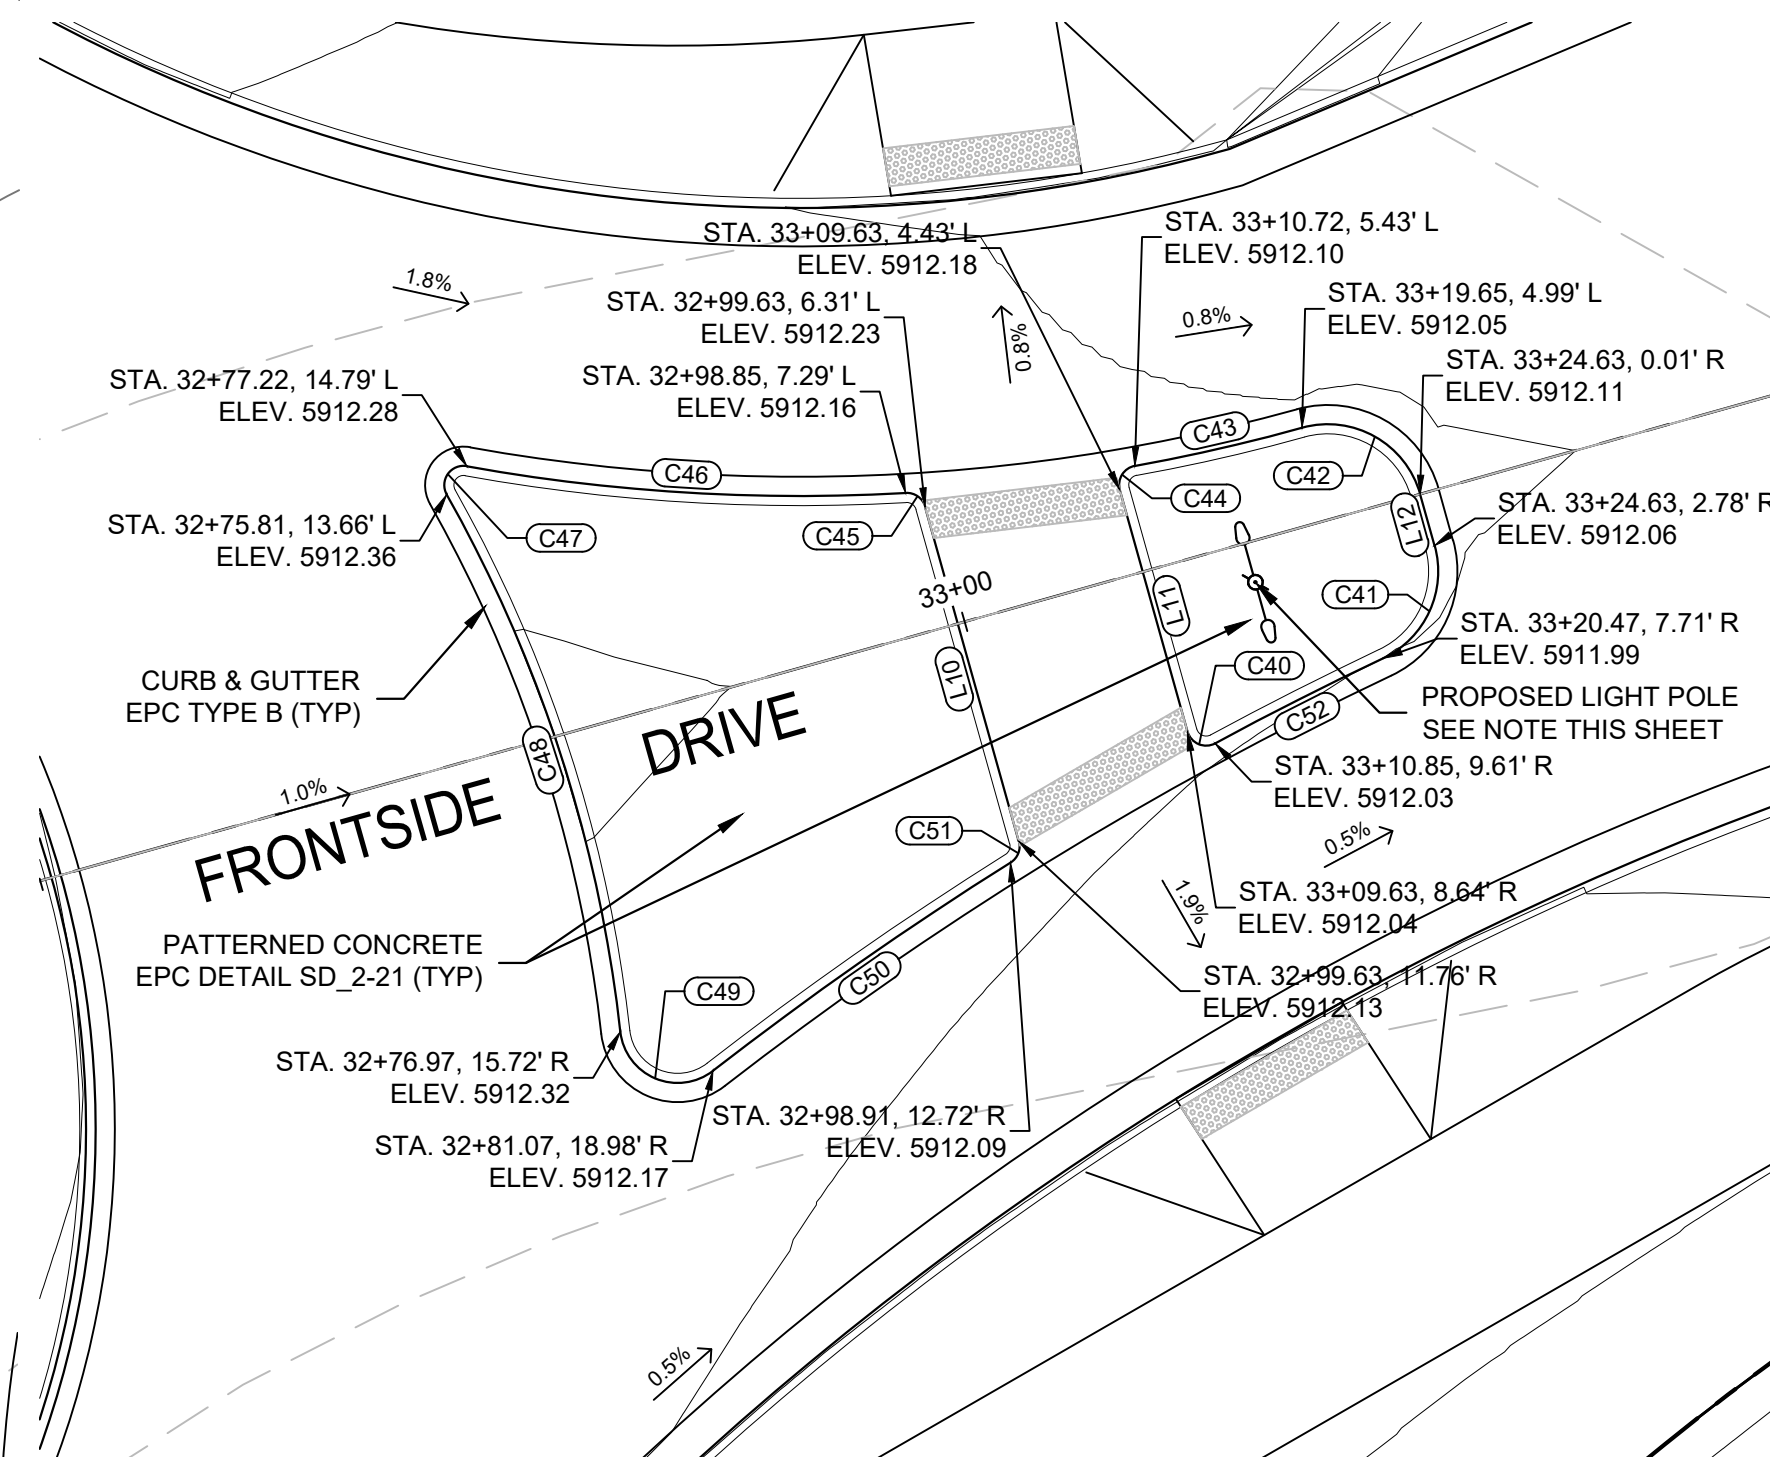 STA. 33+09.63, 4.43' L
ELEV. 5912.18
STA. 33+10.72, 5.43' L
ELEV. 5912.10
1.8%
STA. 32+99.63, 6.31' L
ELEV. 5912.23
0.8%
0.8%
STA. 33+19.65, 4.99' L
ELEV. 5912.05
STA. 32+77.22, 14.79' L
ELEV. 5912.28
STA. 32+98.85, 7.29' L
ELEV. 5912.16
STA. 33+24.63, 0.01' R
ELEV. 5912.11
C46
C43
C42
C44
C45
C47
L12
STA. 32+75.81, 13.66' L
ELEV. 5912.36
STA. 33+24.63, 2.78' R
ELEV. 5912.06
33+00
L11
C41
STA. 33+20.47, 7.71' R
ELEV. 5911.99
CURB & GUTTER
EPC TYPE B (TYP)
L10
C40
PROPOSED LIGHT POLE
SEE NOTE THIS SHEET
C52
C48
FRONTSIDE DRIVE
1.0%
STA. 33+10.85, 9.61' R
ELEV. 5912.03
C51
0.5%
1.9%
STA. 33+09.63, 8.64' R
ELEV. 5912.04
PATTERNED CONCRETE
EPC DETAIL SD_2-21 (TYP)
C49
C50
STA. 32+99.63, 11.76' R
ELEV. 5912.13
STA. 32+76.97, 15.72' R
ELEV. 5912.32
STA. 32+98.91, 12.72' R
ELEV. 5912.09
STA. 32+81.07, 18.98' R
ELEV. 5912.17
0.5%